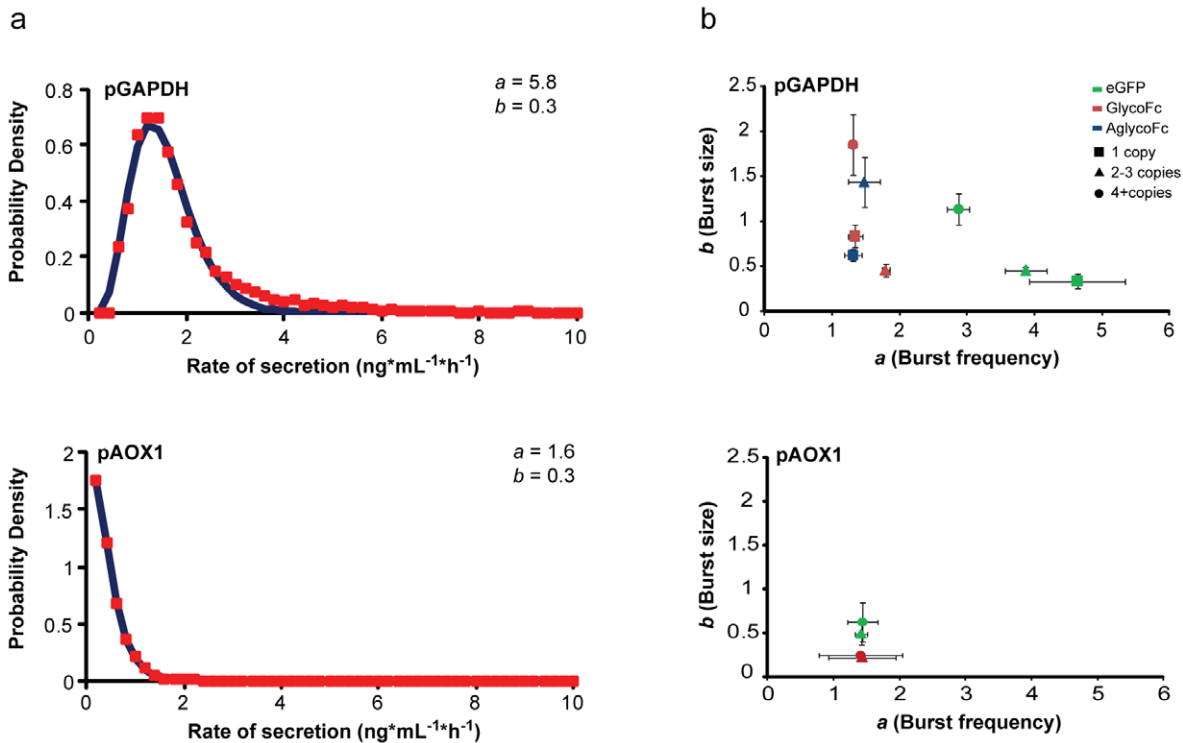 a
pGAPDH
a = 5.8
b = 0.3
Probability Density
0.8
0.6
0.4
0.2
0
0 2 4 6 8 10
Rate of secretion (ng*mL⁻¹*h⁻¹)
pAOX1
a = 1.6
b = 0.3
Probability Density
2
1.5
1
0.5
0
0 2 4 6 8 10
Rate of secretion (ng*mL⁻¹*h⁻¹)
b
pGAPDH
eGFP
GlycoFc
AglycoFc
1 copy
2-3 copies
4+copies
b (Burst size)
2.5
2
1.5
1
0.5
0
0 1 2 3 4 5 6
a (Burst frequency)
pAOX1
b (Burst size)
2.5
2
1.5
1
0.5
0
0 1 2 3 4 5 6
a (Burst frequency)